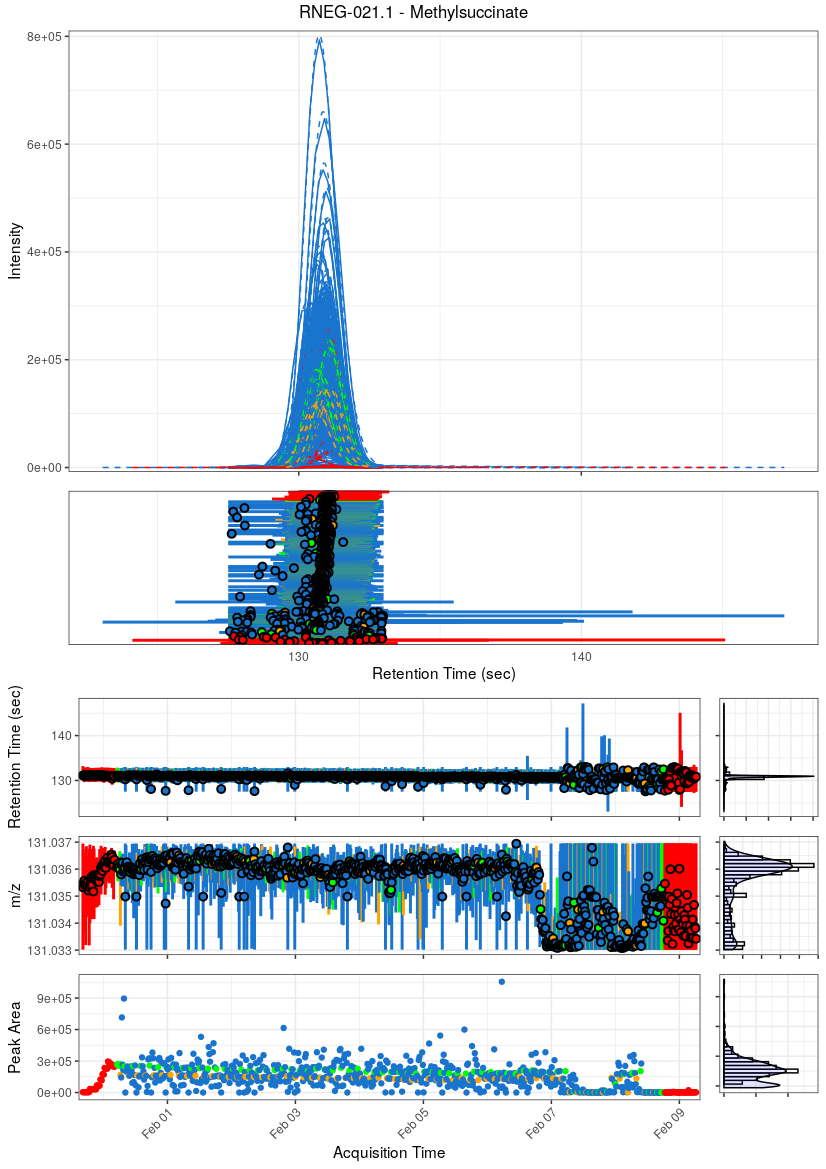 RNEG-021.1 - Methylsuccinate
8e+05
6e+05
4e+05
2e+05
0e+00
Intensity
130
140
Retention Time (sec)
Retention Time (sec)
140
130
m/z
131.037
131.036
131.035
131.034
131.033
Peak Area
9e+05
6e+05
3e+05
0e+00
Feb 01
Feb 03
Feb 05
Feb 07
Feb 09
Acquisition Time